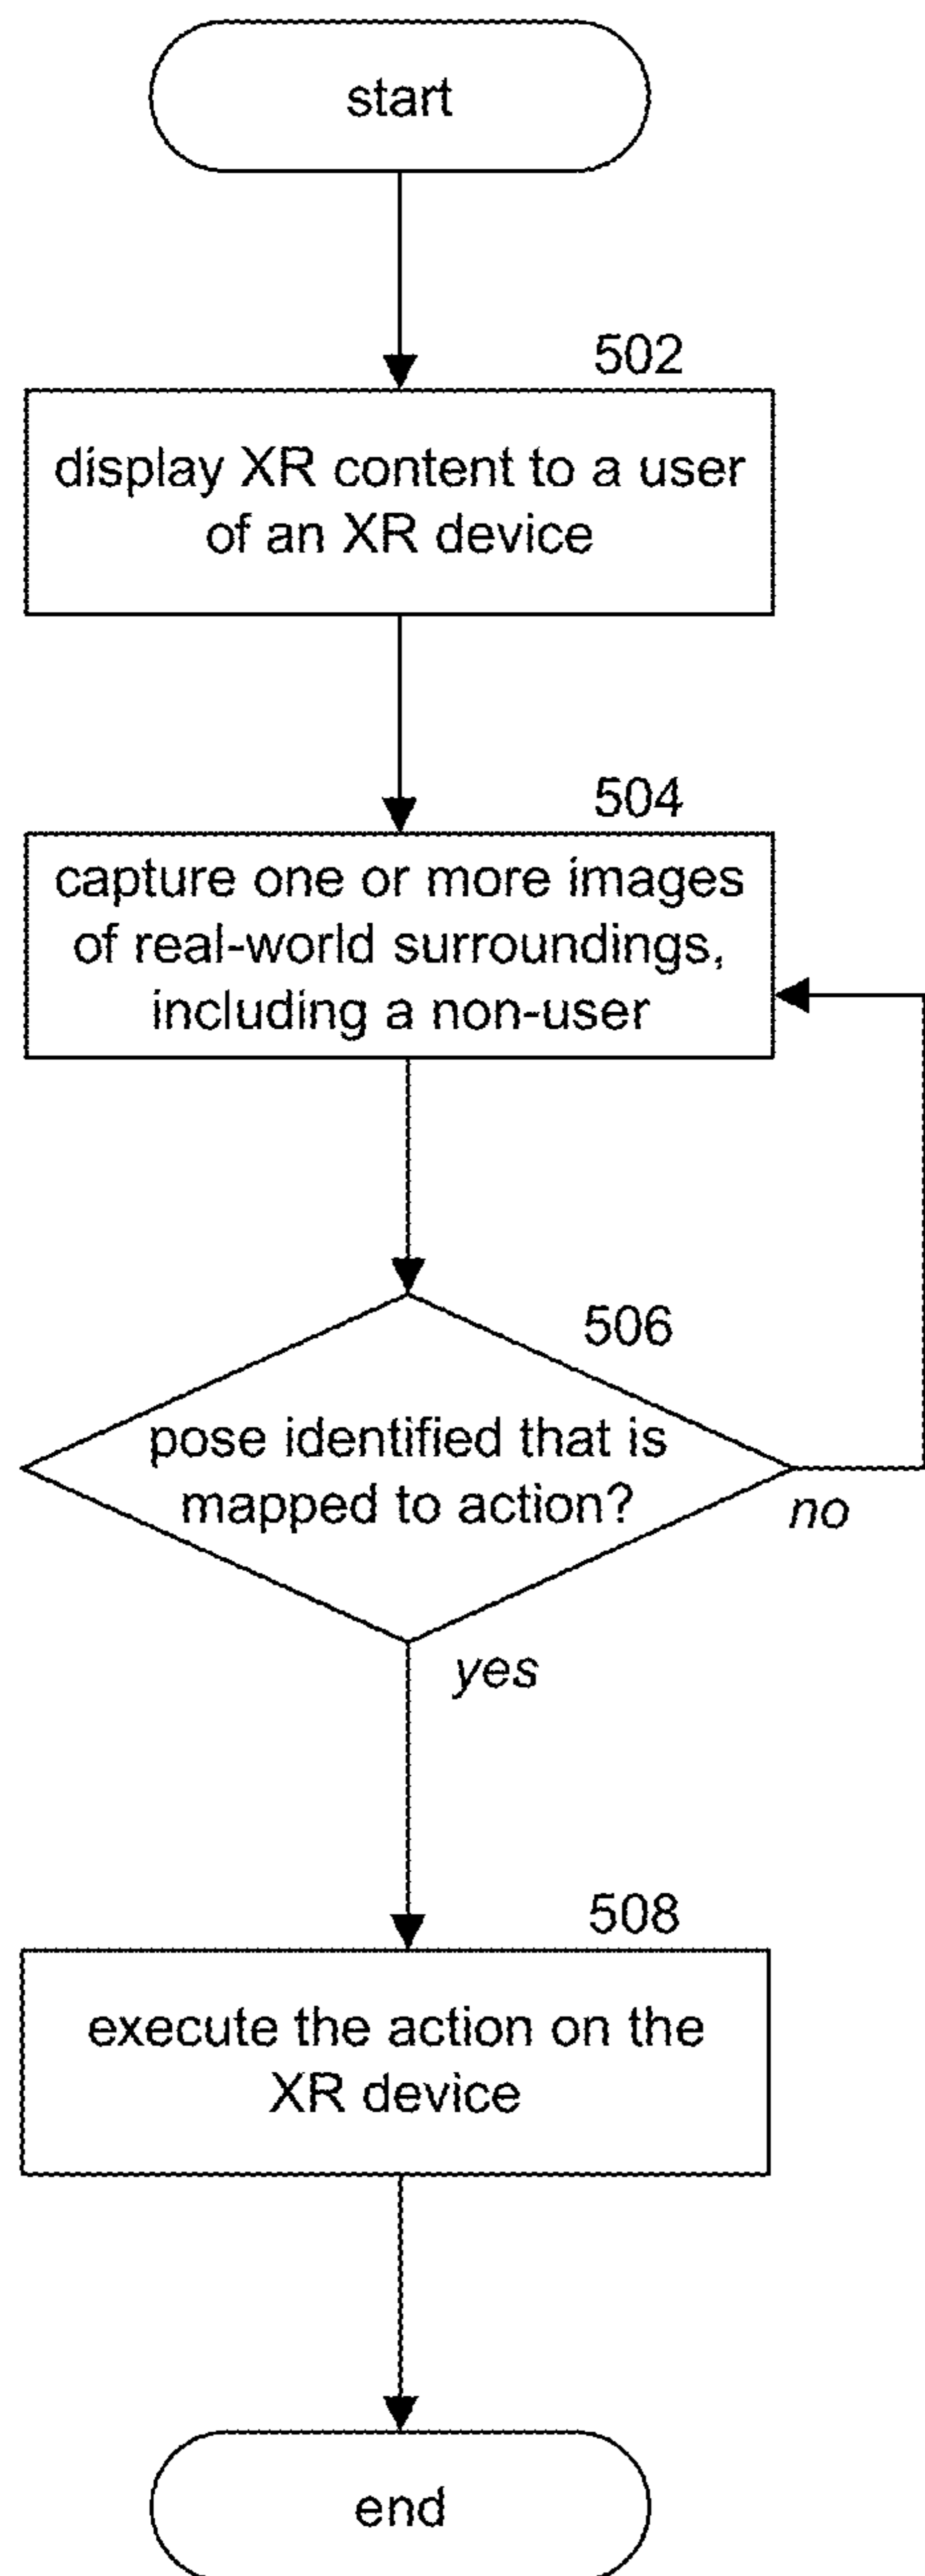 start
502
display XR content to a user
of an XR device
504
capture one or more images
of real-world surroundings,
including a non-user
506
pose identified that is
mapped to action?
no
yes
508
execute the action on the
XR device
end